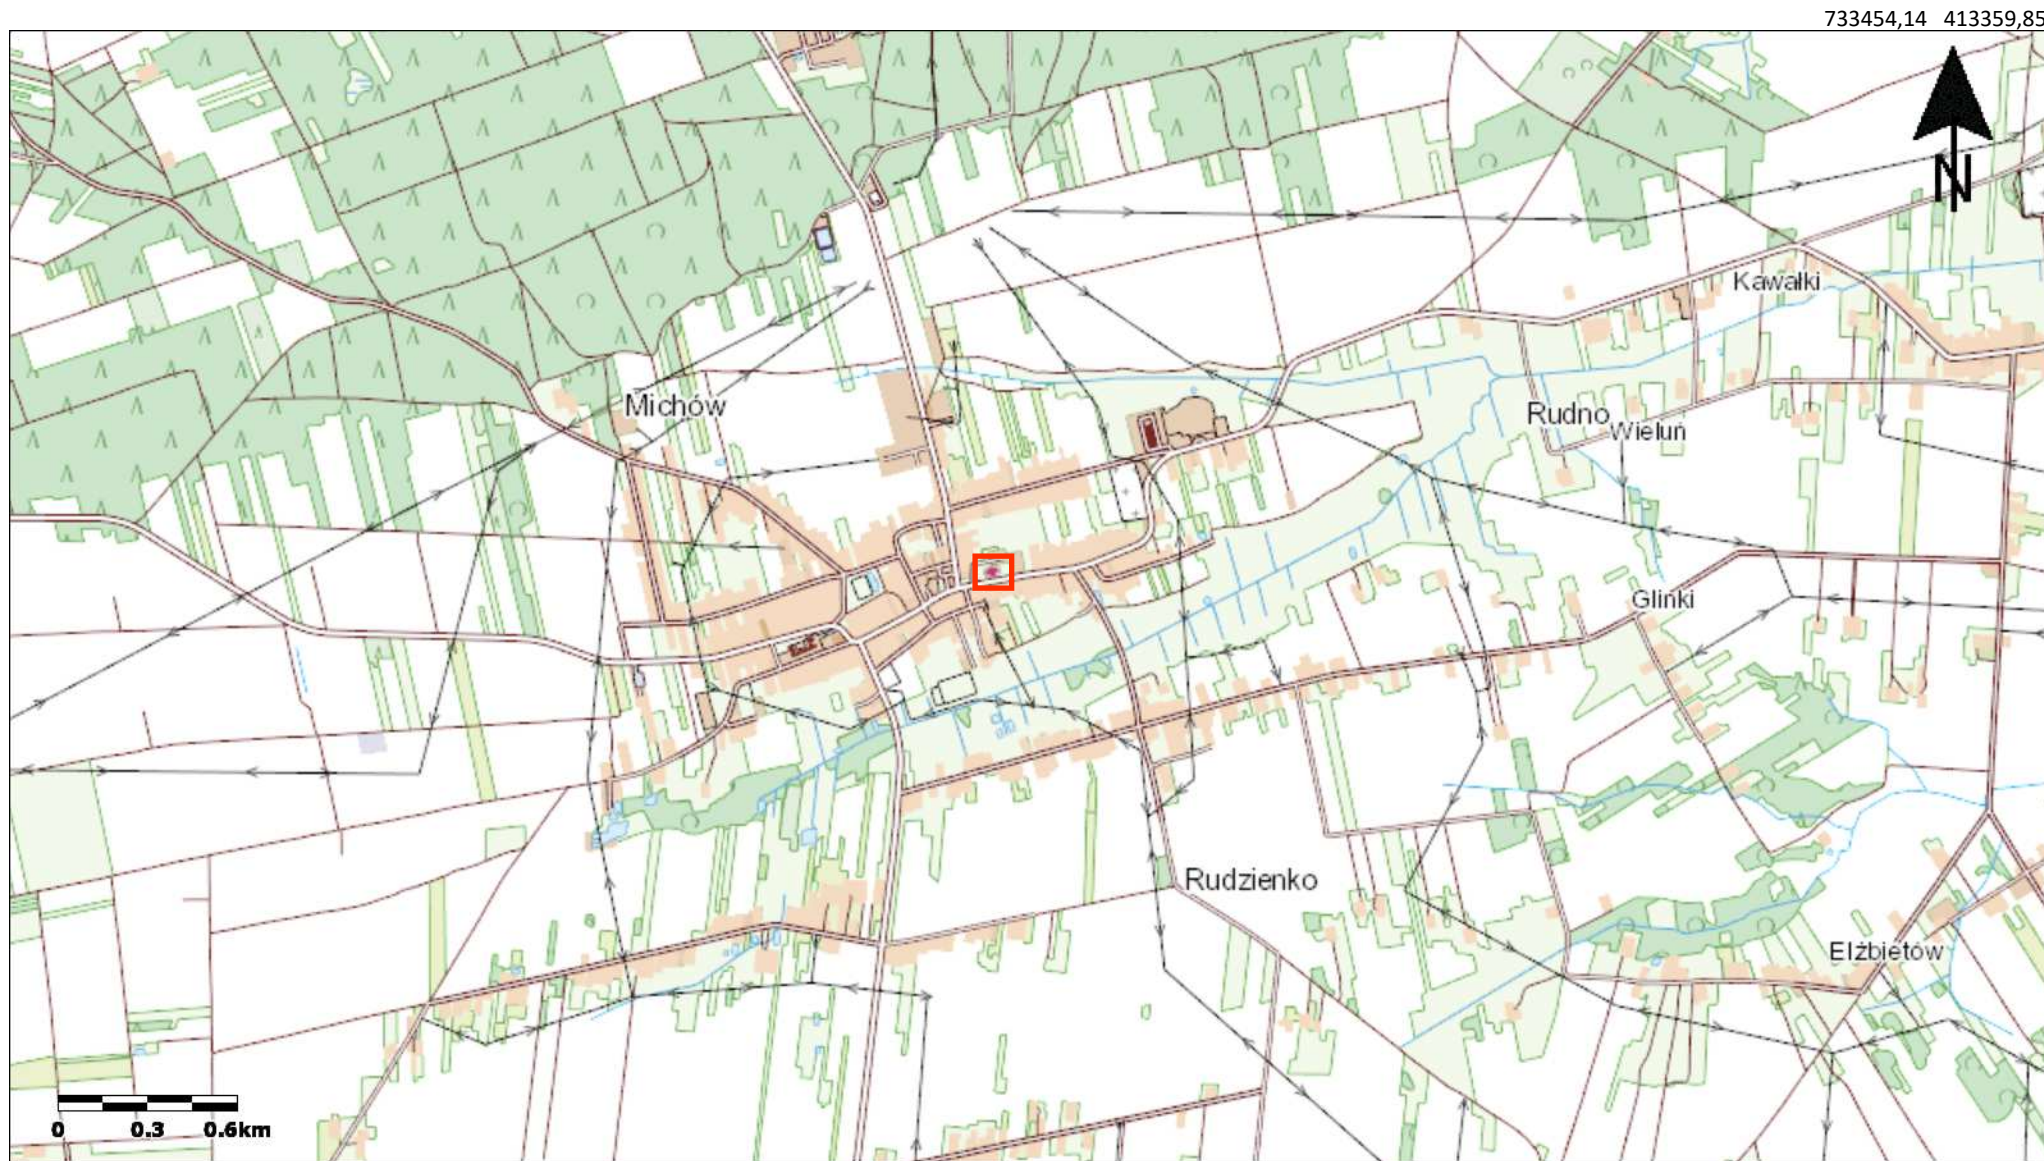 733454,14 413359,85
N
Kawałki
Michów
Rudno
Wieluń
Glinki
Rudzienko
Elżbietów
0 0.3 0.6km